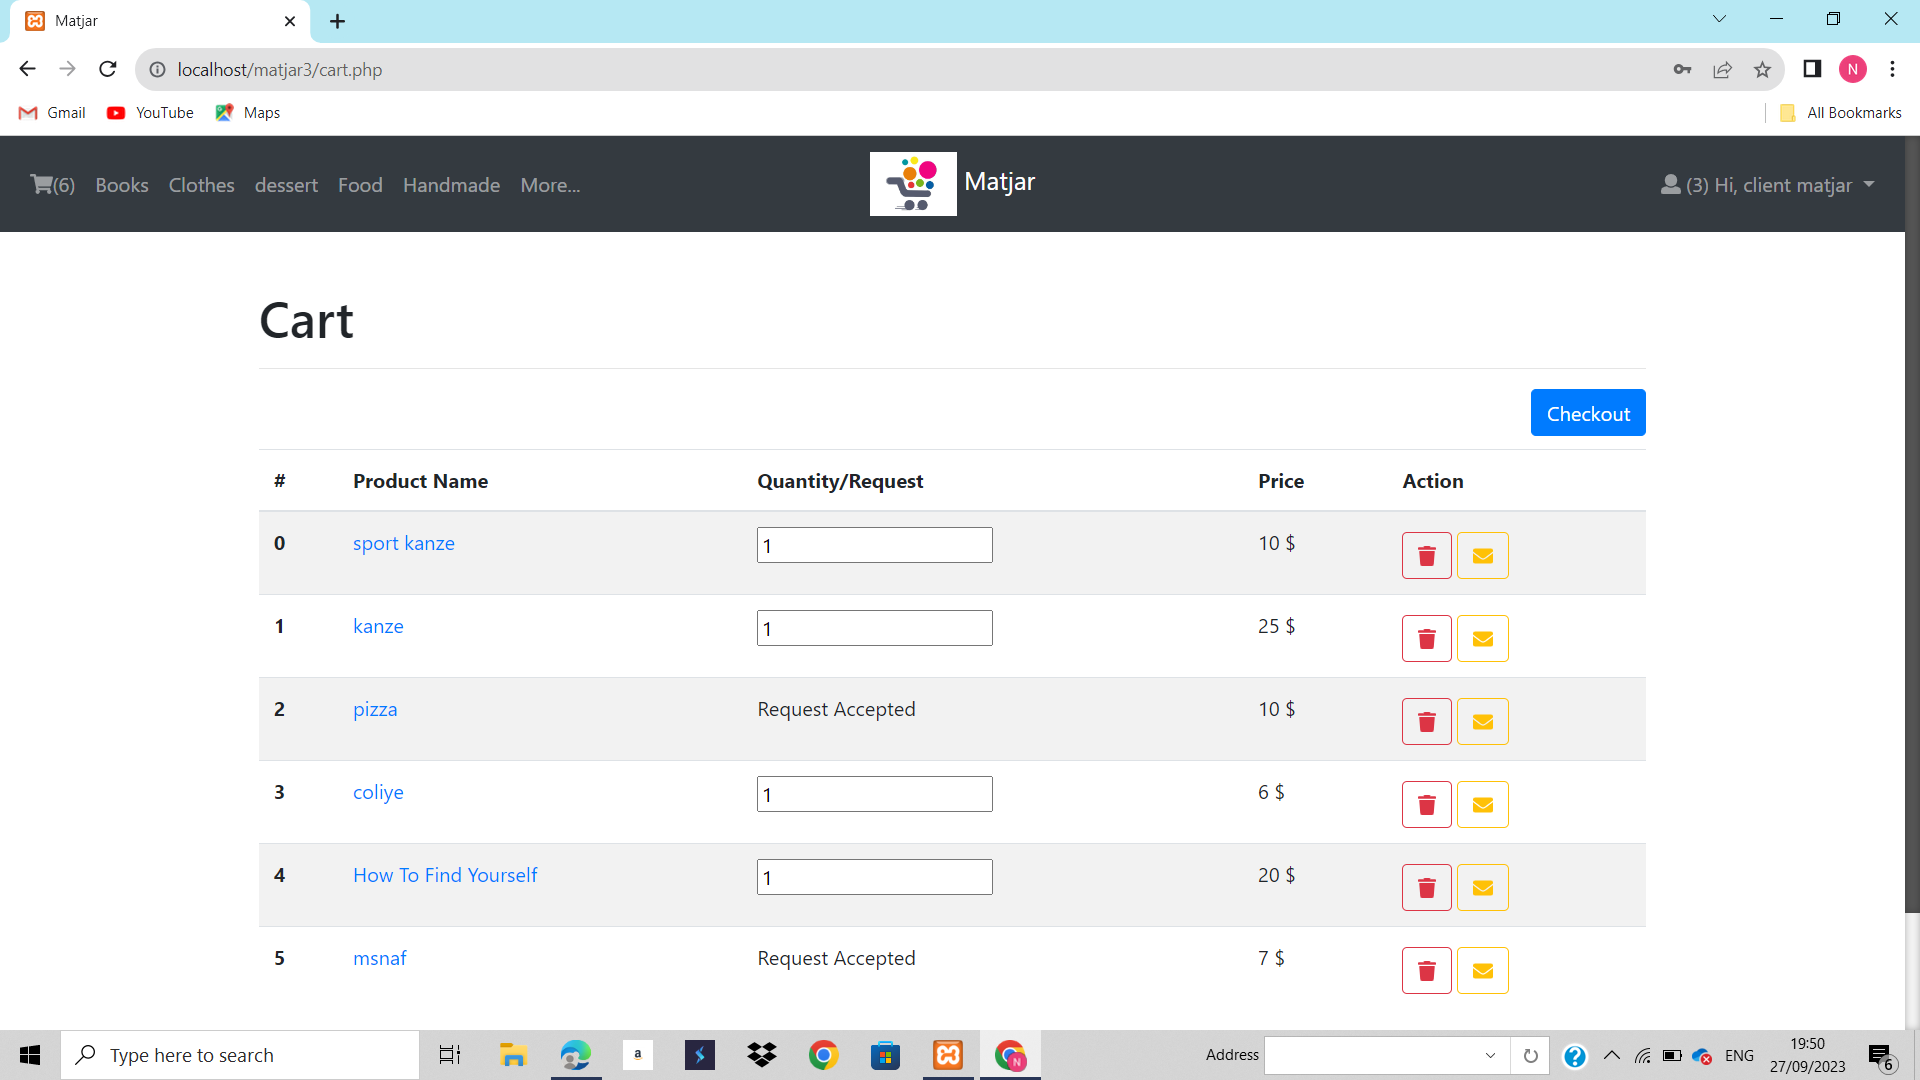 Matjar
localhost/matjar3/cart.php
N
Gmail YouTube Maps All Bookmarks
(6) Books Clothes dessert Food Handmade More... Matjar (3) Hi, client matjar
Cart
Checkout
# Product Name Quantity/Request Price Action
0 sport kanze 1 10 $
1 kanze 1 25 $
2 pizza Request Accepted 10 $
3 coliye 1 6 $
4 How To Find Yourself 1 20 $
5 msnaf Request Accepted 7 $
Type here to search a N Address ENG 19:50
27/09/2023 6